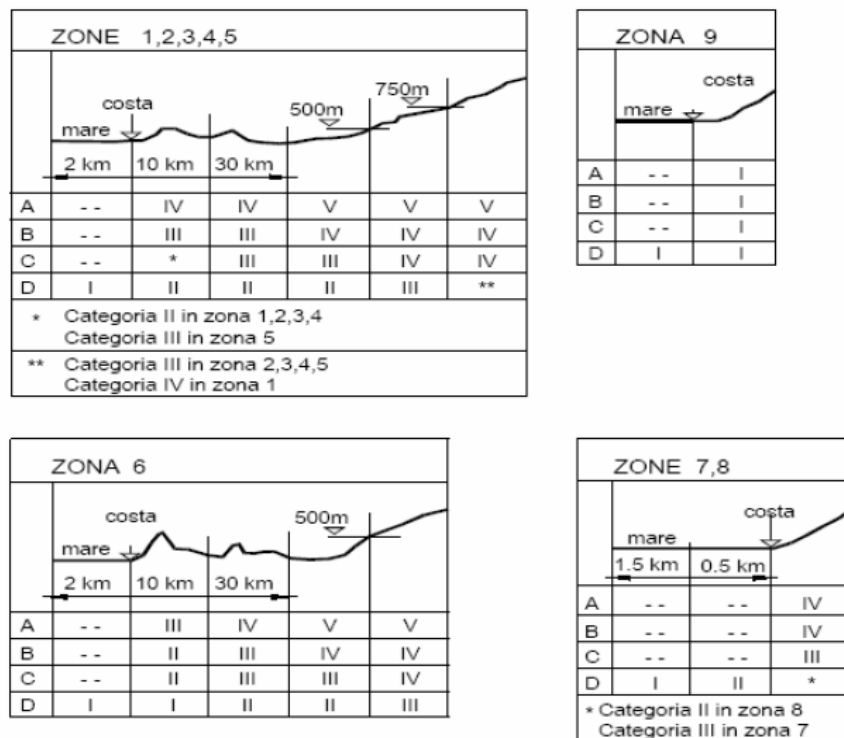 ZONE 1,2,3,4,5
costa
mare
500m
750m
2 km 10 km 30 km
A -- IV IV V V V
B -- III III IV IV IV
C -- * III III IV IV
D I II II II III **
* Categoria II in zona 1,2,3,4
Categoria III in zona 5
** Categoria III in zona 2,3,4,5
Categoria IV in zona 1
ZONA 9
costa
mare
A -- I
B -- I
C -- I
D I I
ZONA 6
costa
mare
500m
2 km 10 km 30 km
A -- III IV V V
B -- II III IV IV
C -- II III III IV
D I I II II III
ZONE 7,8
costa
mare
1.5 km 0.5 km
A -- -- IV
B -- -- IV
C -- -- III
D I II *
* Categoria II in zona 8
Categoria III in zona 7